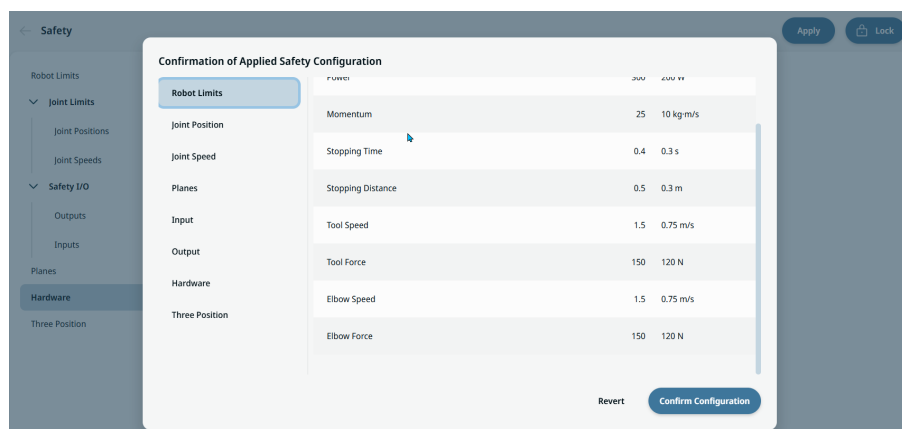 Safety
Apply
Lock
Confirmation of Applied Safety Configuration
Robot Limits
Joint Limits
Joint Positions
Joint Speeds
Safety I/O
Outputs
Inputs
Planes
Hardware
Three Position
Robot Limits
Joint Position
Joint Speed
Planes
Input
Output
Hardware
Three Position
Power 300 200 W
Momentum 25 10 kg·m/s
Stopping Time 0.4 0.3 s
Stopping Distance 0.5 0.3 m
Tool Speed 1.5 0.75 m/s
Tool Force 150 120 N
Elbow Speed 1.5 0.75 m/s
Elbow Force 150 120 N
Revert
Confirm Configuration